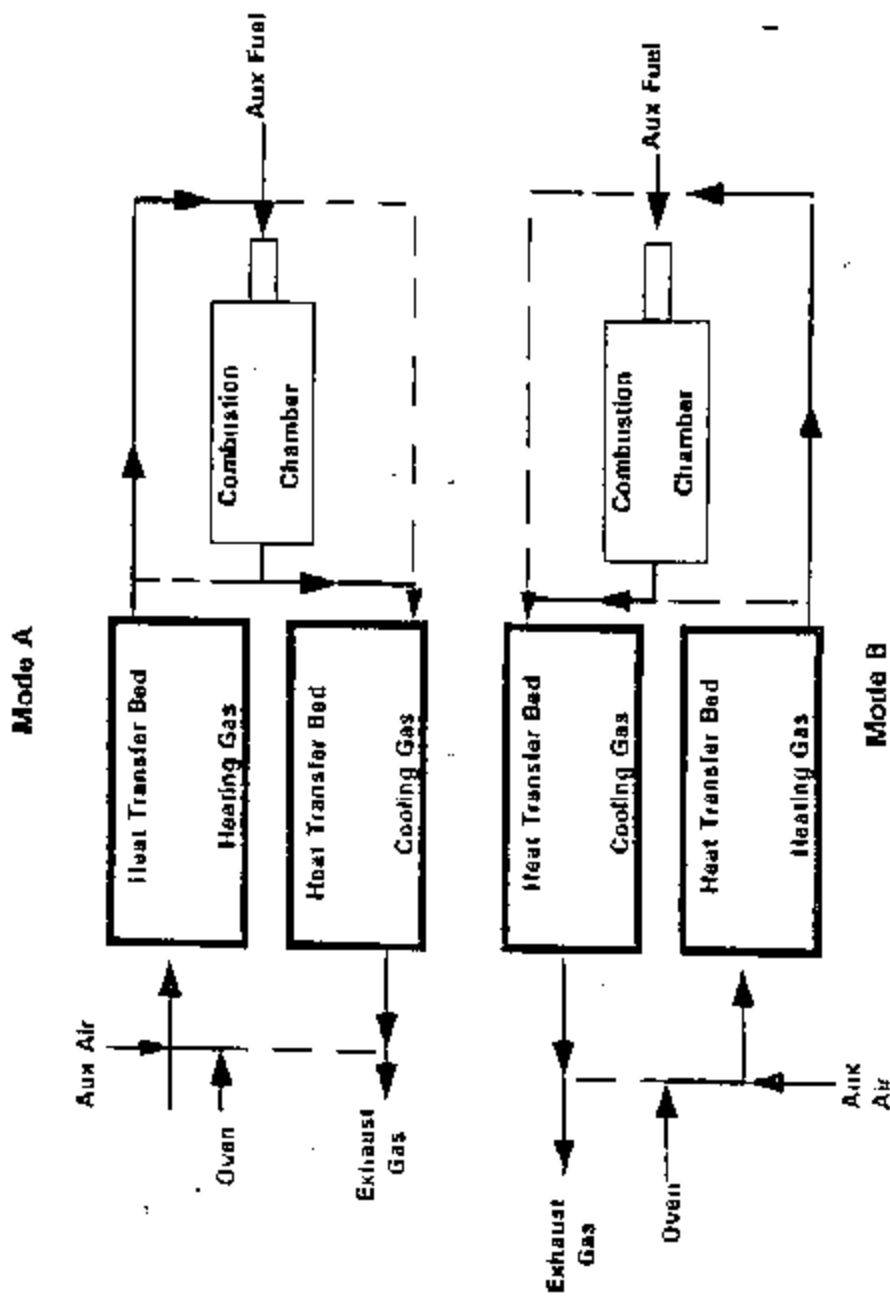 Mode A
Aux Fuel
Combustion
Chamber
Heat Transfer Bed
Heating Gas
Heat Transfer Bed
Cooling Gas
Aux Air
Oven
Exhaust
Gas
Mode B
Aux Fuel
Combustion
Chamber
Heat Transfer Bed
Cooling Gas
Heat Transfer Bed
Heating Gas
Exhaust
Gas
Oven
Aux
Air